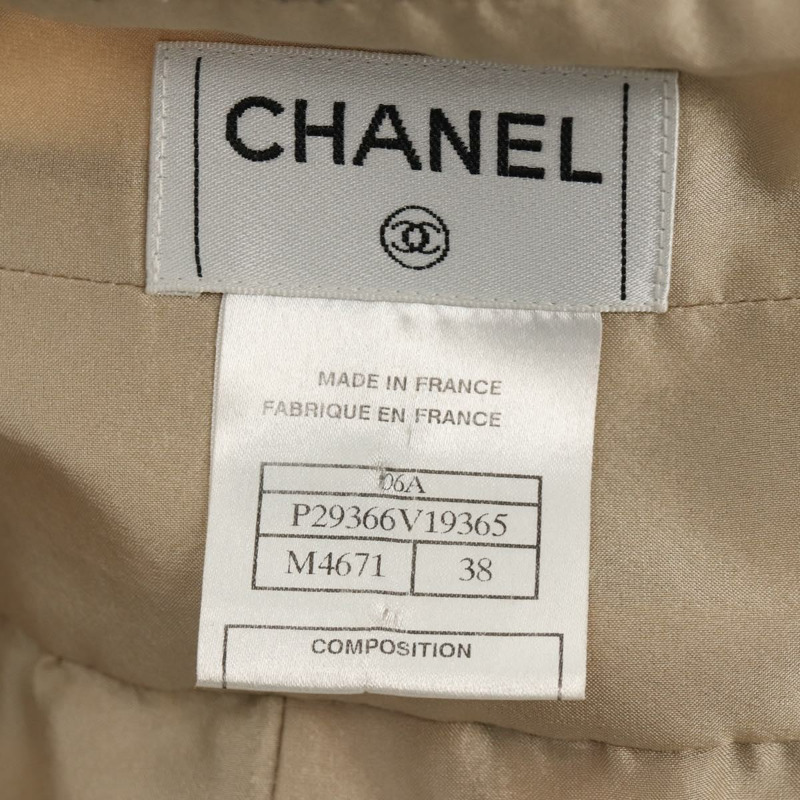 CHANEL
MADE IN FRANCE
FABRIQUE EN FRANCE
06A
P29366V19365
M4671 38
COMPOSITION